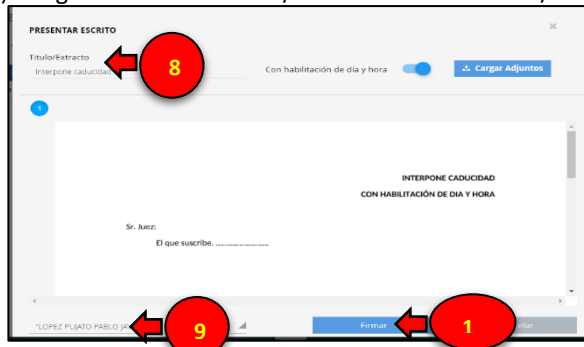 PRESENTAR ESCRITO
Título/Extracto
Interpone caducidad
8
Con habilitación de día y hora
Cargar Adjuntos
1
INTERPONE CADUCIDAD
CON HABILITACIÓN DE DIA Y HORA
Sr. Juez:
El que suscribe. ........................
"LOPEZ PUJATO PABLO
9
Firmar
1